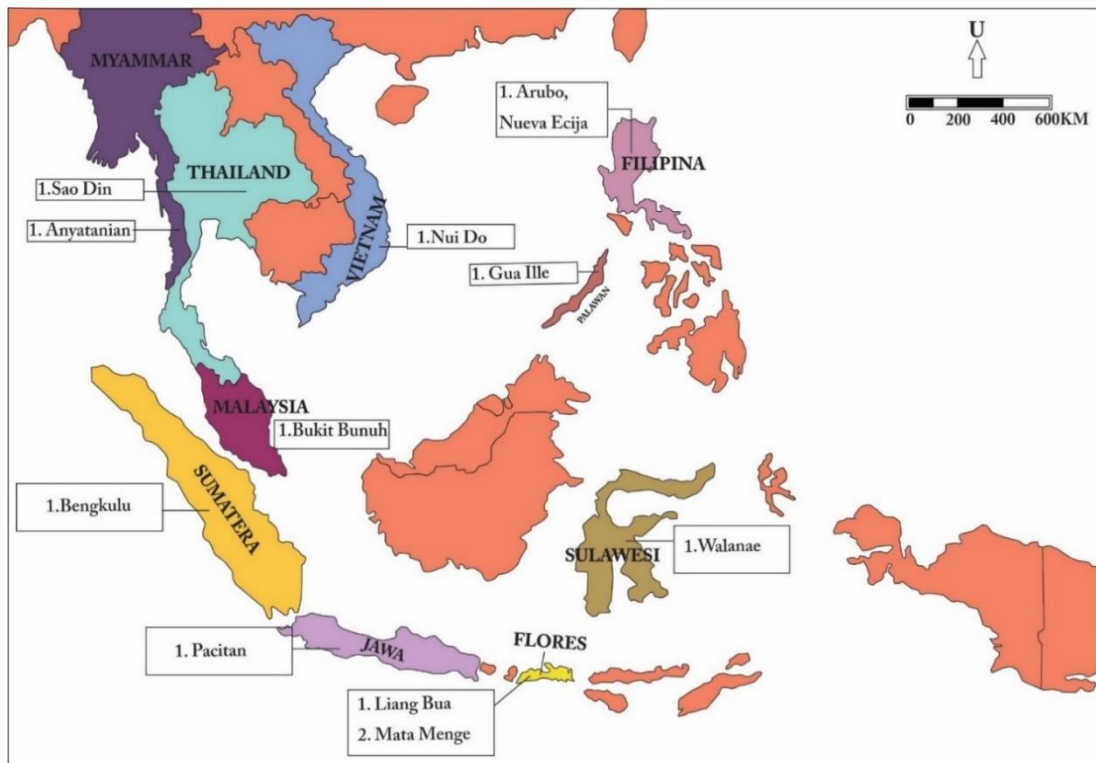 U
0 200 400 600KM
MYAMMAR
1. Arubo,
Nueva Ecija
FILIPINA
THAILAND
1.Sao Din
1. Anyatanian
VIETNAM
1.Nui Do
1. Gua Ille
PALAWAN
MALAYSIA
1.Bukit Bunuh
SUMATERA
1.Bengkulu
SULAWESI
1.Walanae
JAWA
1. Pacitan
FLORES
1. Liang Bua
2. Mata Menge